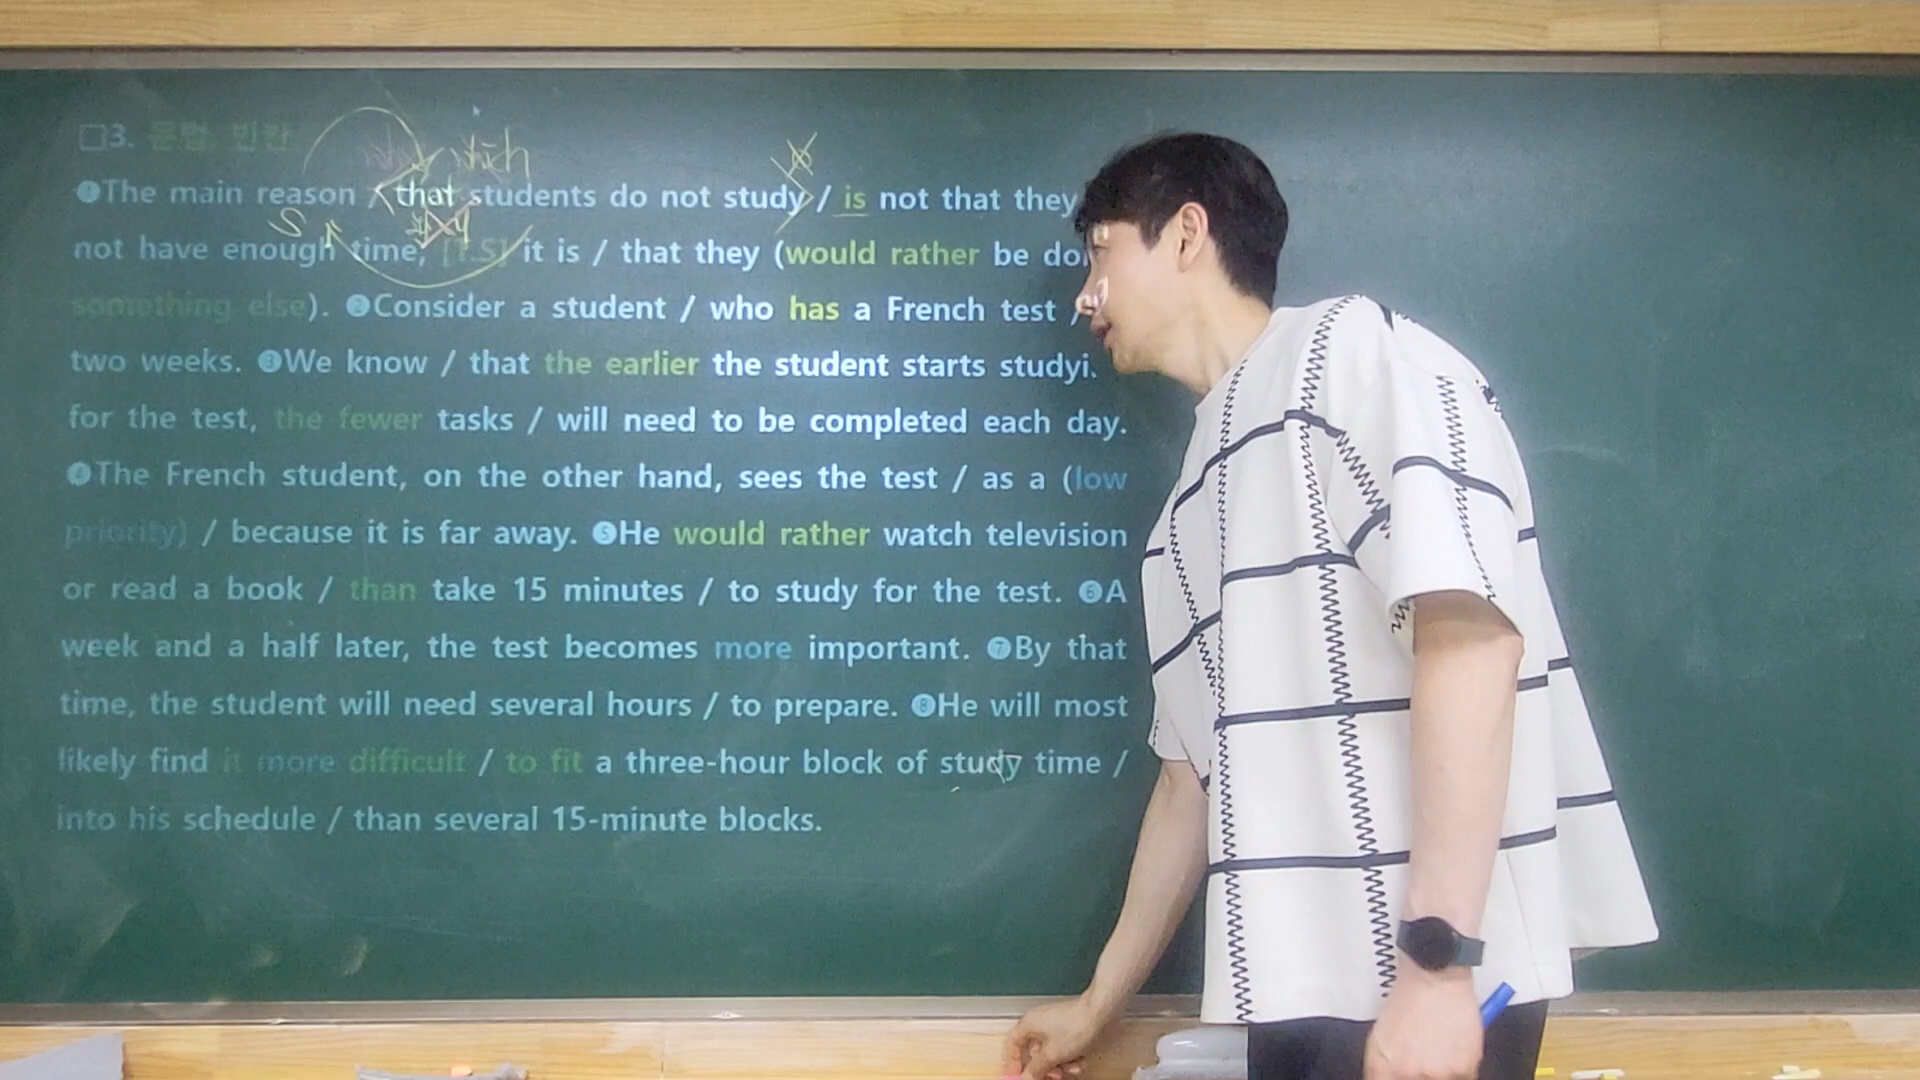 □3. 문법, 빈칸
which
❶The main reason / that students do not study / is not that they
S
not have enough time, [T.S] it is / that they (would rather be doi
something else). ❷Consider a student / who has a French test /
two weeks. ❸We know / that the earlier the student starts studyi
for the test, the fewer tasks / will need to be completed each day.
❹The French student, on the other hand, sees the test / as a (low
priority) / because it is far away. ❺He would rather watch television
or read a book / than take 15 minutes / to study for the test. ❻A
week and a half later, the test becomes more important. ❼By that
time, the student will need several hours / to prepare. ❽He will most
likely find it more difficult / to fit a three-hour block of study time /
into his schedule / than several 15-minute blocks.